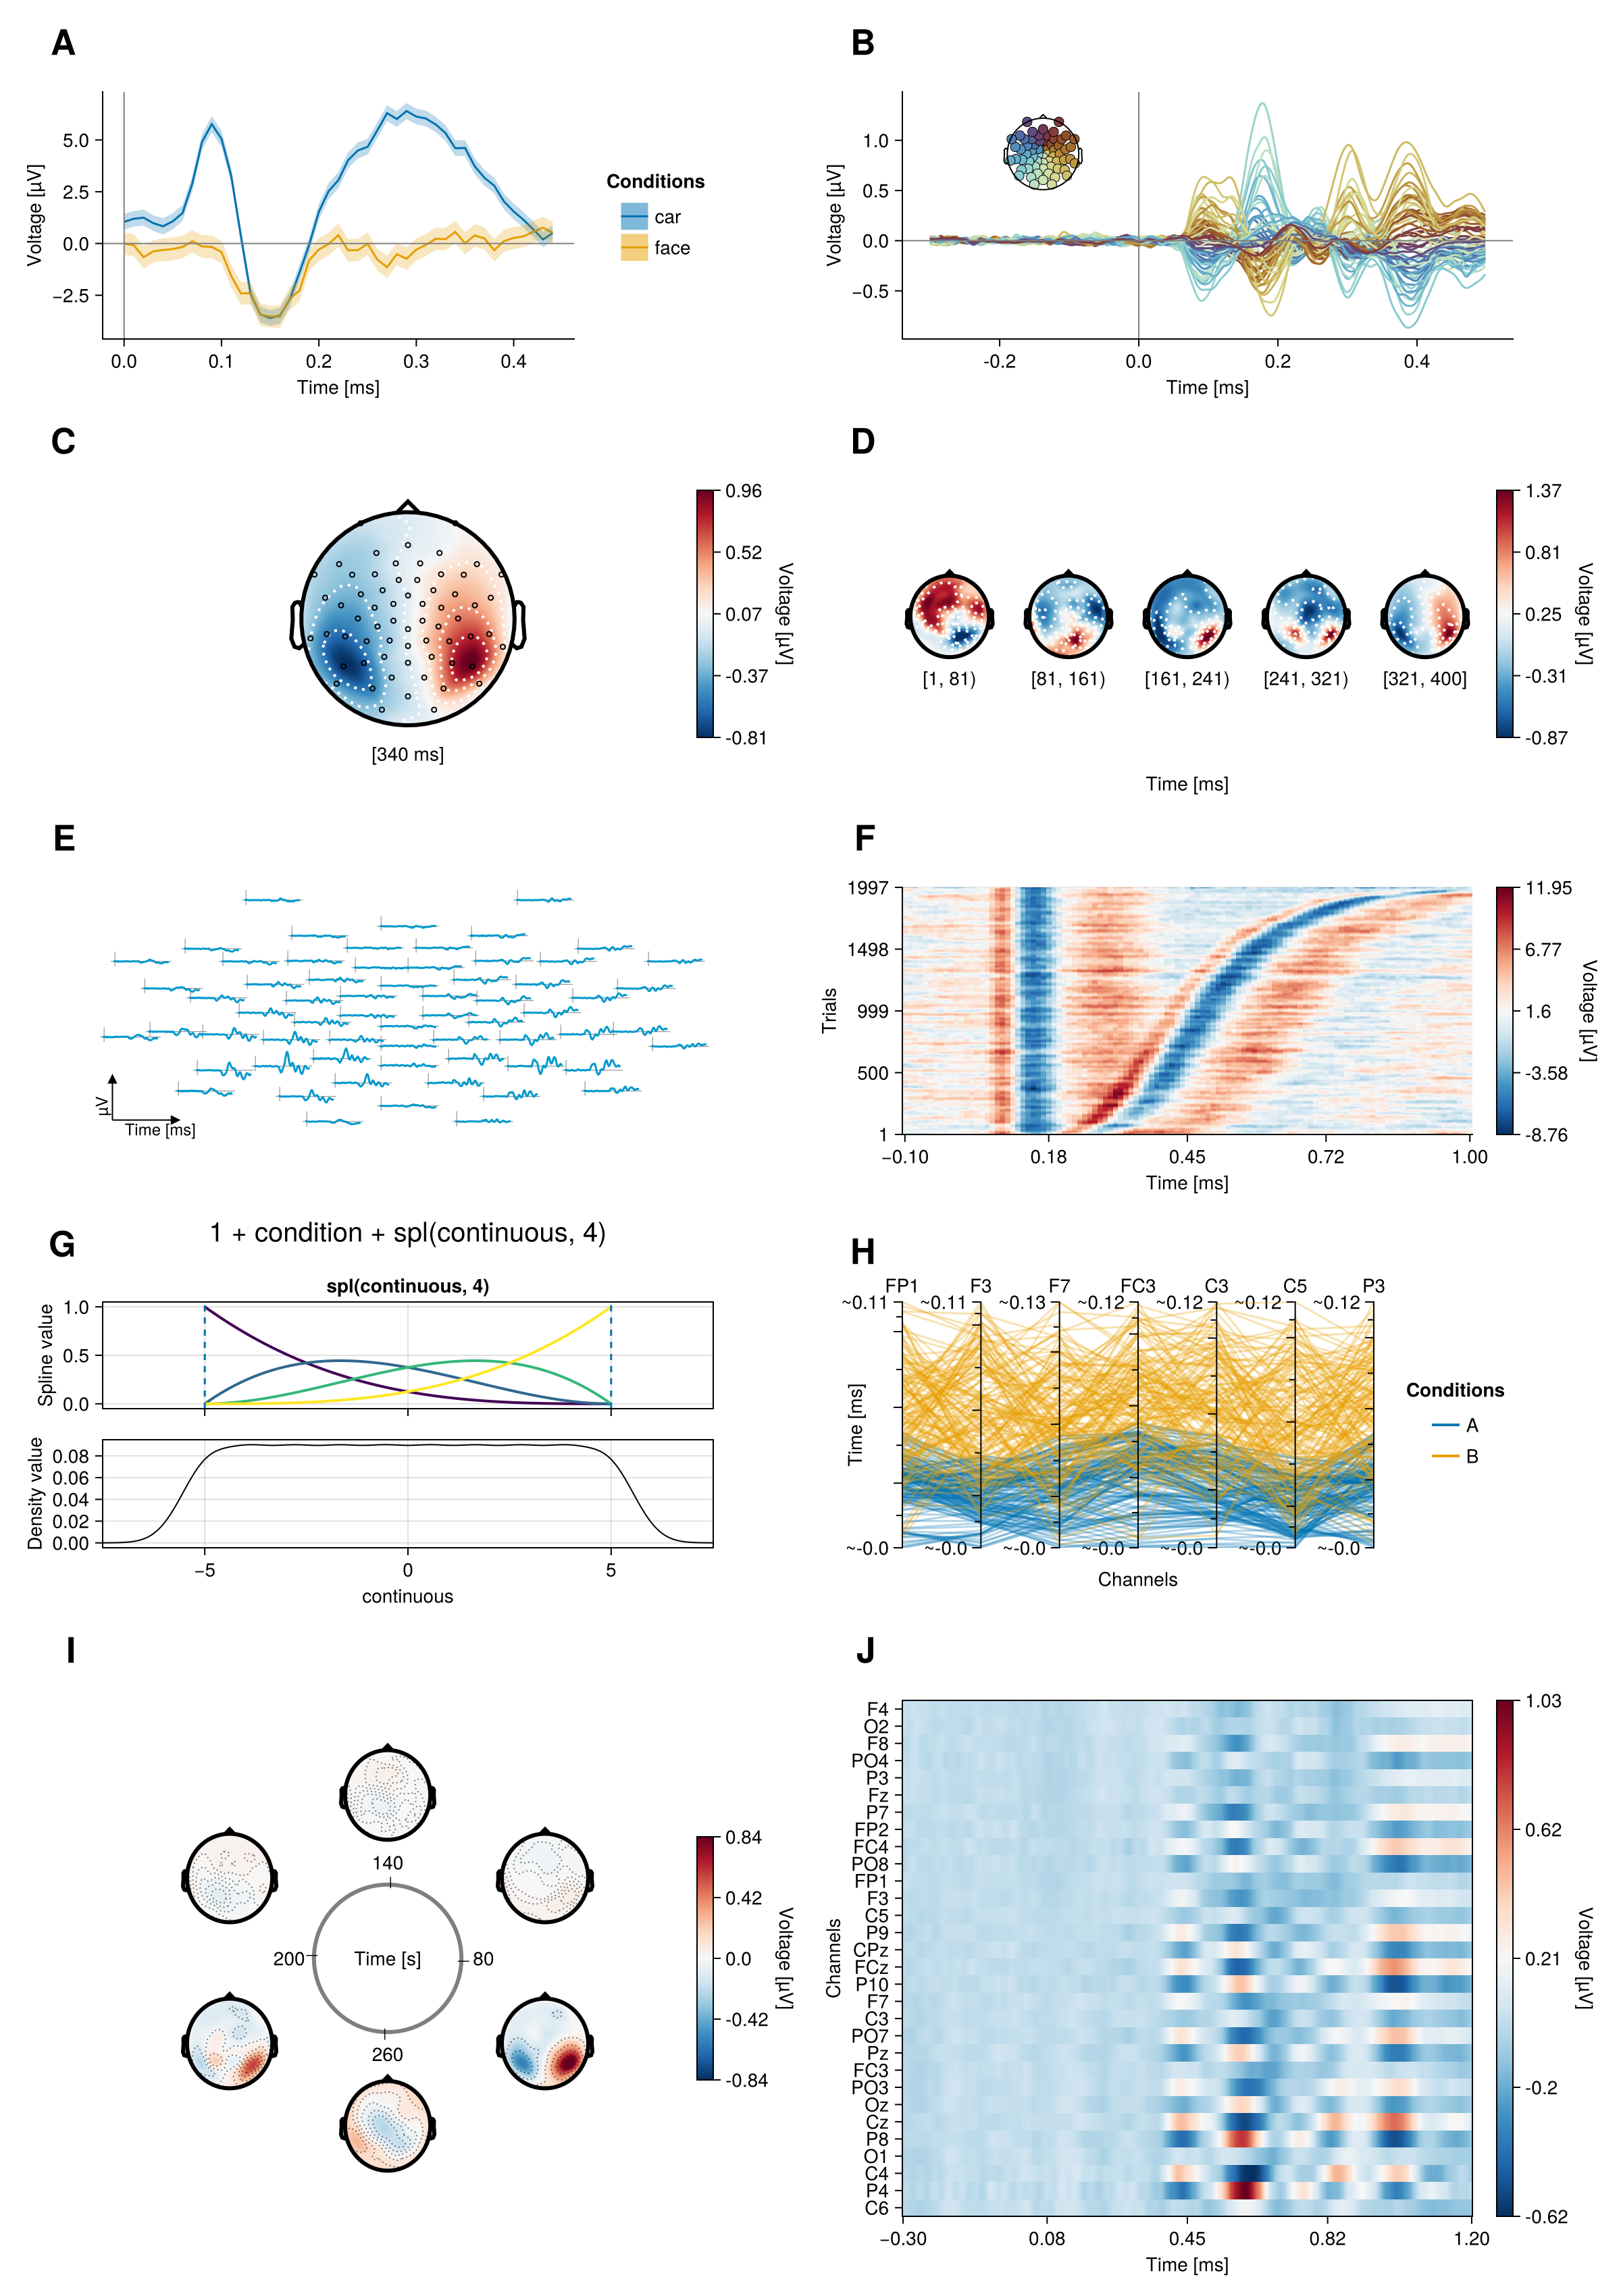 A
5.0
2.5
0.0
−2.5
Voltage [µV]
0.0 0.1 0.2 0.3 0.4
Time [ms]
Conditions
car
face
B
1.0
0.5
0.0
−0.5
Voltage [µV]
-0.2 0.0 0.2 0.4
Time [ms]
C
[340 ms]
0.96
0.52
0.07
-0.37
-0.81
Voltage [µV]
D
[1, 81) [81, 161) [161, 241) [241, 321) [321, 400]
Time [ms]
1.37
0.81
0.25
-0.31
-0.87
Voltage [µV]
E
µV
Time [ms]
F
1997
1498
999
500
1
Trials
−0.10 0.18 0.45 0.72 1.00
Time [ms]
11.95
6.77
1.6
-3.58
-8.76
Voltage [µV]
G
1 + condition + spl(continuous, 4)
spl(continuous, 4)
1.0
0.5
0.0
Spline value
0.08
0.06
0.04
0.02
0.00
Density value
−5 0 5
continuous
H
FP1 F3 F7 FC3 C3 C5 P3
~0.11 ~0.11 ~0.13 ~0.12 ~0.12 ~0.12 ~0.12
Time [ms]
~-0.0 ~-0.0 ~-0.0 ~-0.0 ~-0.0 ~-0.0 ~-0.0
Channels
Conditions
A
B
I
140
200 Time [s] 80
260
0.84
0.42
0.0
-0.42
-0.84
Voltage [µV]
J
F4
O2
F8
PO4
P3
Fz
P7
FP2
FC4
PO8
FP1
F3
C5
P9
CPz
FCz
P10
F7
C3
PO7
Pz
FC3
PO3
Oz
Cz
P8
O1
C4
P4
C6
Channels
−0.30 0.08 0.45 0.82 1.20
Time [ms]
1.03
0.62
0.21
-0.2
-0.62
Voltage [µV]